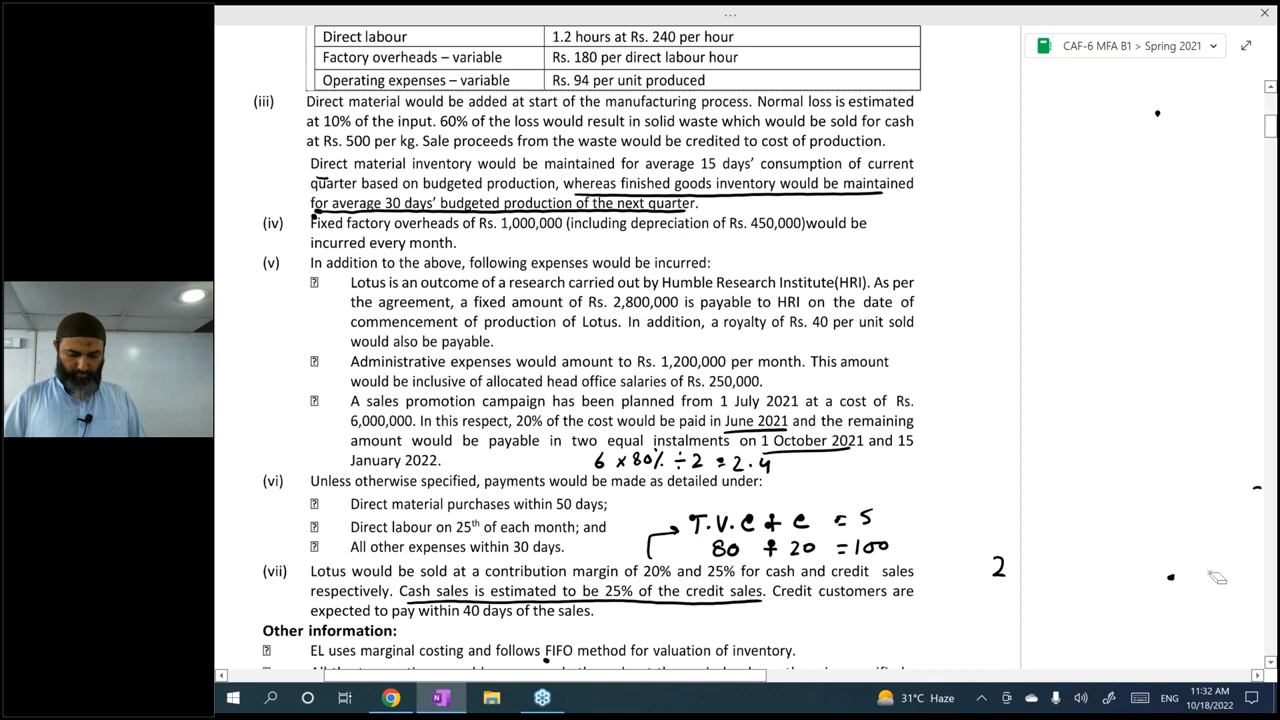 CAF-6 MFA B1 > Spring 2021
Direct labour 1.2 hours at Rs. 240 per hour
Factory overheads – variable Rs. 180 per direct labour hour
Operating expenses – variable Rs. 94 per unit produced
(iii) Direct material would be added at start of the manufacturing process. Normal loss is estimated
at 10% of the input. 60% of the loss would result in solid waste which would be sold for cash
at Rs. 500 per kg. Sale proceeds from the waste would be credited to cost of production.
Direct material inventory would be maintained for average 15 days' consumption of current
quarter based on budgeted production, whereas finished goods inventory would be maintained
for average 30 days' budgeted production of the next quarter.
(iv) Fixed factory overheads of Rs. 1,000,000 (including depreciation of Rs. 450,000)would be
incurred every month.
(v) In addition to the above, following expenses would be incurred:
Lotus is an outcome of a research carried out by Humble Research Institute(HRI). As per
the agreement, a fixed amount of Rs. 2,800,000 is payable to HRI on the date of
commencement of production of Lotus. In addition, a royalty of Rs. 40 per unit sold
would also be payable.
Administrative expenses would amount to Rs. 1,200,000 per month. This amount
would be inclusive of allocated head office salaries of Rs. 250,000.
A sales promotion campaign has been planned from 1 July 2021 at a cost of Rs.
6,000,000. In this respect, 20% of the cost would be paid in June 2021 and the remaining
amount would be payable in two equal instalments on 1 October 2021 and 15
January 2022.
6 x 80% ÷ 2 = 2.4
(vi) Unless otherwise specified, payments would be made as detailed under:
Direct material purchases within 50 days;
Direct labour on 25th of each month; and
All other expenses within 30 days.
T.V.C + C = S
80 + 20 = 100
(vii) Lotus would be sold at a contribution margin of 20% and 25% for cash and credit sales
respectively. Cash sales is estimated to be 25% of the credit sales. Credit customers are
expected to pay within 40 days of the sales.
2
Other information:
EL uses marginal costing and follows FIFO method for valuation of inventory.
31°C Haze
ENG
11:32 AM
10/18/2022